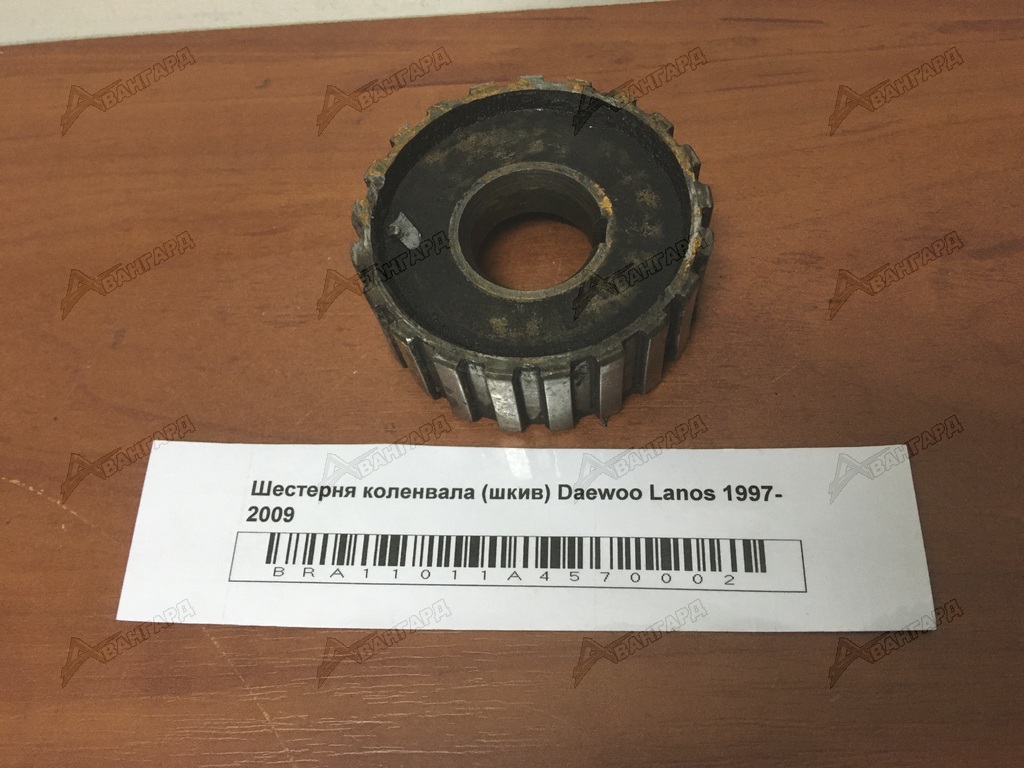 Шестерня коленвала (шкив) Daewoo Lanos 1997-
2009
BRA11011A4570002
АВАНГАРД